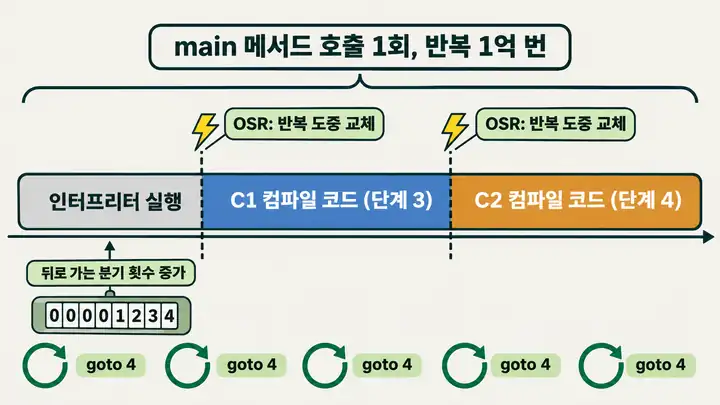 main 메서드 호출 1회, 반복 1억 번
OSR: 반복 도중 교체
OSR: 반복 도중 교체
인터프리터 실행
C1 컴파일 코드 (단계 3)
C2 컴파일 코드 (단계 4)
뒤로 가는 분기 횟수 증가
00001234
goto 4
goto 4
goto 4
goto 4
goto 4